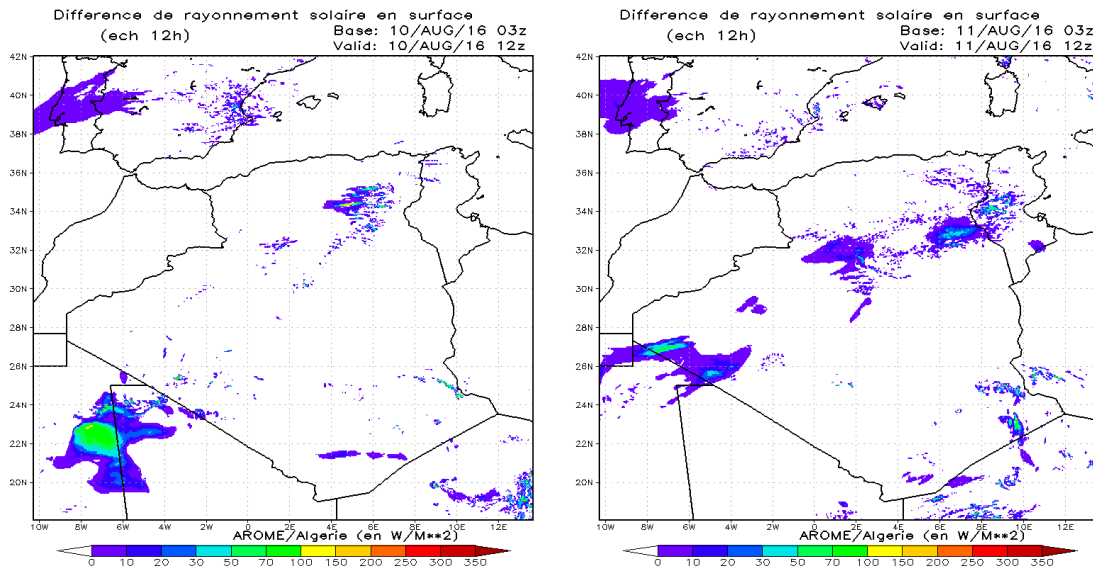 Difference de rayonnement solaire en surface
(ech 12h)
Base: 10/AUG/16 03z
Valid: 10/AUG/16 12z
42N
40N
38N
36N
34N
32N
30N
28N
26N
24N
22N
20N
10W 8W 6W 4W 2W 0 2E 4E 6E 8E 10E 12E
AROME/Algerie (en W/M**2)
0 10 20 30 50 70 100 150 200 250 300 350
Difference de rayonnement solaire en surface
(ech 12h)
Base: 11/AUG/16 03z
Valid: 11/AUG/16 12z
42N
40N
38N
36N
34N
32N
30N
28N
26N
24N
22N
20N
10W 8W 6W 4W 2W 0 2E 4E 6E 8E 10E 12E
AROME/Algerie (en W/M**2)
0 10 20 30 50 70 100 150 200 250 300 350